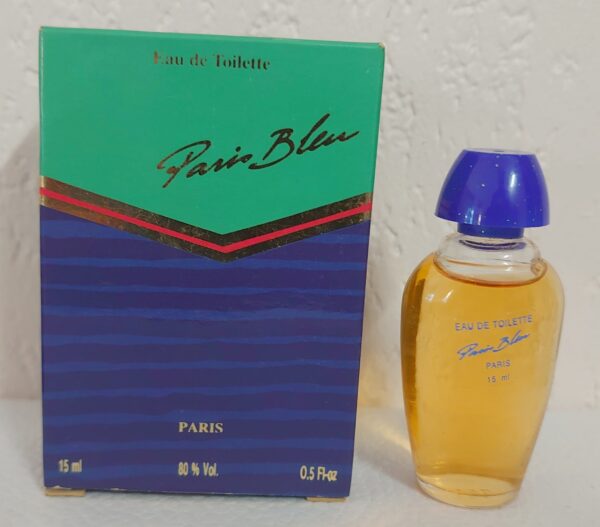 Eau de Toilette
Paris Bleu
PARIS
15 ml 80 % Vol. 0.5 Fl-oz
EAU DE TOILETTE
Paris Bleu
PARIS
15 ml